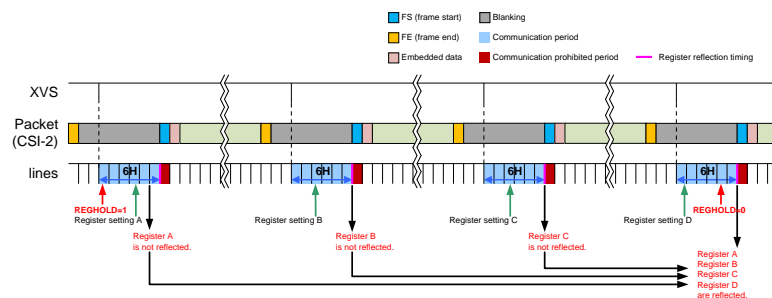 FS (frame start)
Blanking
FE (frame end)
Communication period
Embedded data
Communication prohibited period
Register reflection timing
XVS
Packet
(CSI-2)
lines
6H
6H
6H
6H
REGHOLD=1
Register setting A
Register setting B
Register setting C
Register setting D
REGHOLD=0
Register A
is not reflected.
Register B
is not reflected.
Register C
is not reflected.
Register A
Register B
Register C
Register D
are reflected.